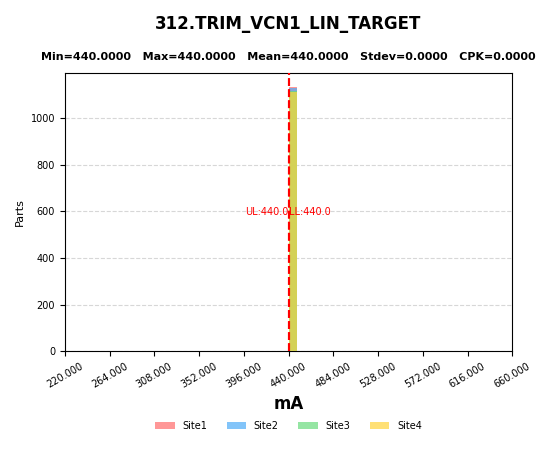 312.TRIM_VCN1_LIN_TARGET
Min=440.0000 Max=440.0000 Mean=440.0000 Stdev=0.0000 CPK=0.0000
Parts
1000
800
600
400
200
0
UL:440.0LL:440.0
220.000 264.000 308.000 352.000 396.000 440.000 484.000 528.000 572.000 616.000 660.000
mA
Site1 Site2 Site3 Site4